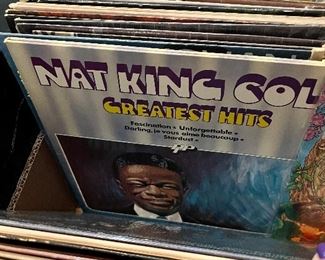 NAT KING COL
GREATEST HITS
Fascination • Unforgettable •
Darling, je vous aime beaucoup •
Stardust •